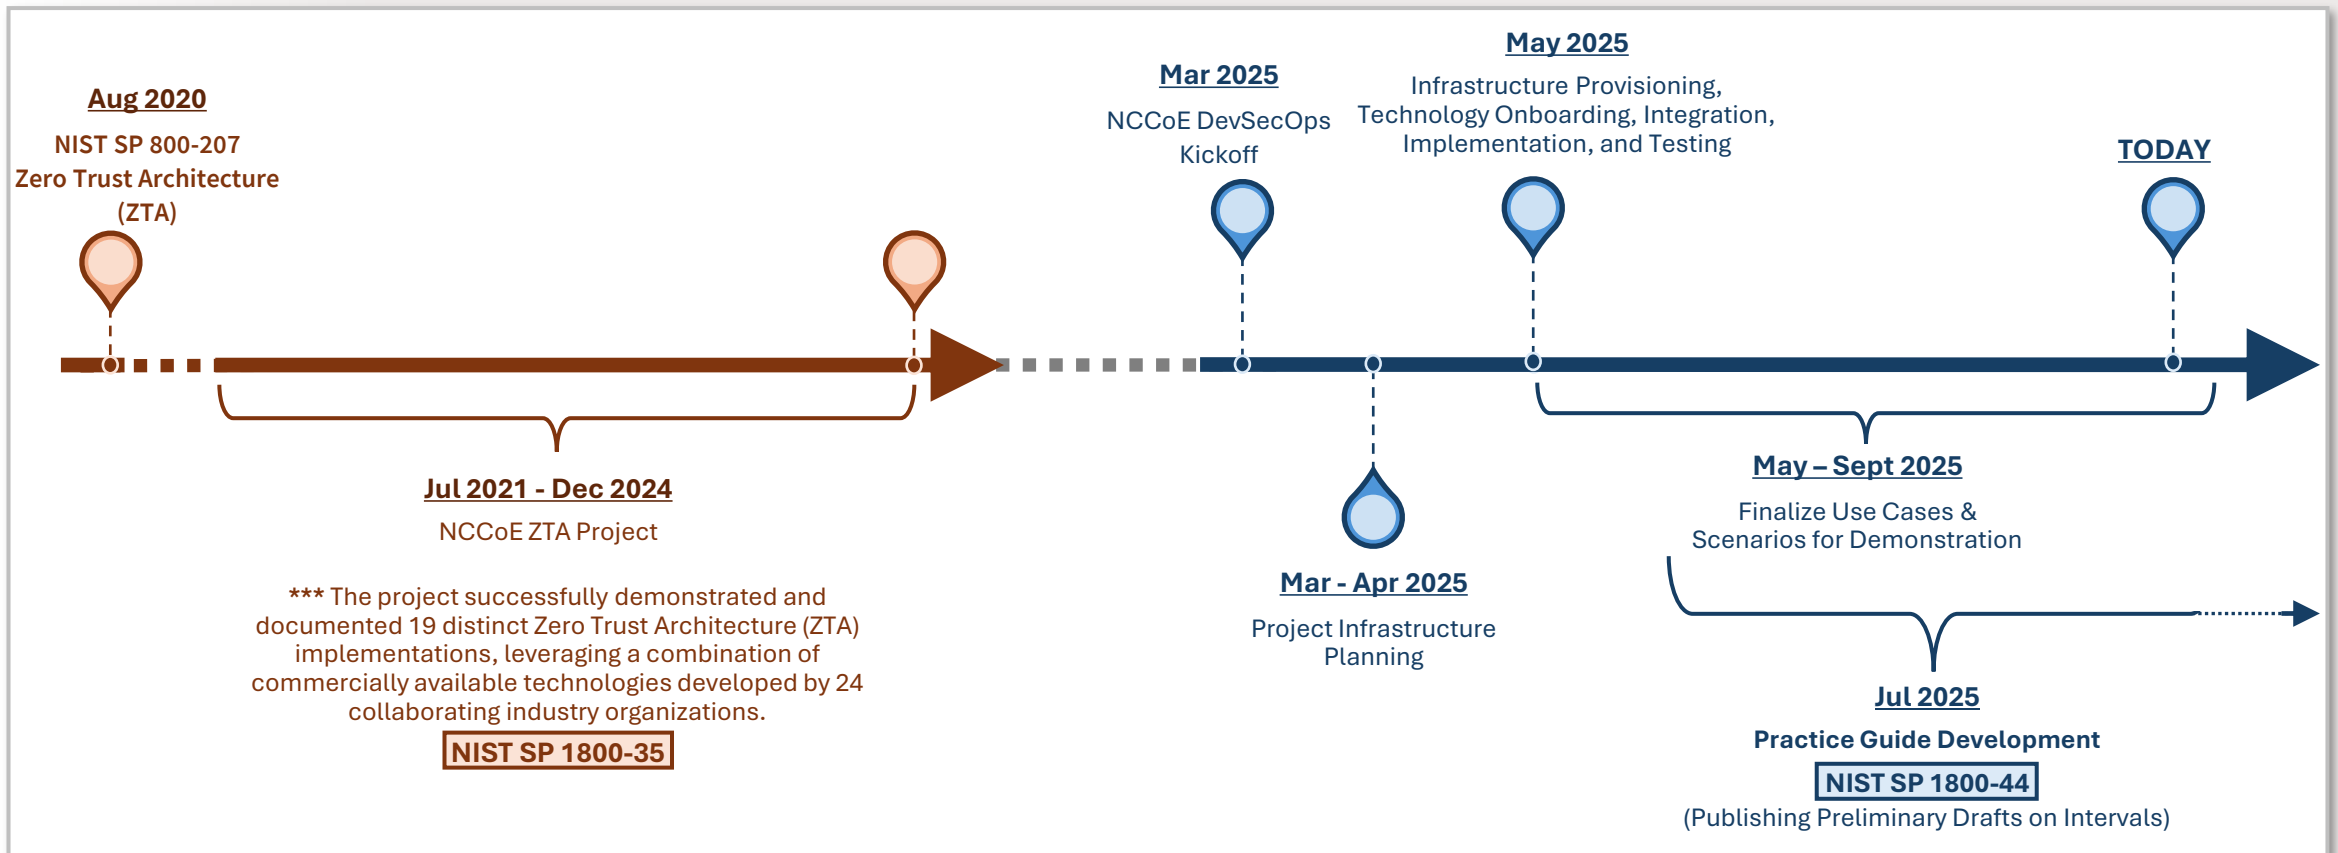 Aug 2020
NIST SP 800-207
Zero Trust Architecture
(ZTA)
Jul 2021 - Dec 2024
NCCoE ZTA Project
*** The project successfully demonstrated and
documented 19 distinct Zero Trust Architecture (ZTA)
implementations, leveraging a combination of
commercially available technologies developed by 24
collaborating industry organizations.
NIST SP 1800-35
Mar 2025
NCCoE DevSecOps
Kickoff
Mar - Apr 2025
Project Infrastructure
Planning
May 2025
Infrastructure Provisioning,
Technology Onboarding, Integration,
Implementation, and Testing
TODAY
May – Sept 2025
Finalize Use Cases &
Scenarios for Demonstration
Jul 2025
Practice Guide Development
NIST SP 1800-44
(Publishing Preliminary Drafts on Intervals)